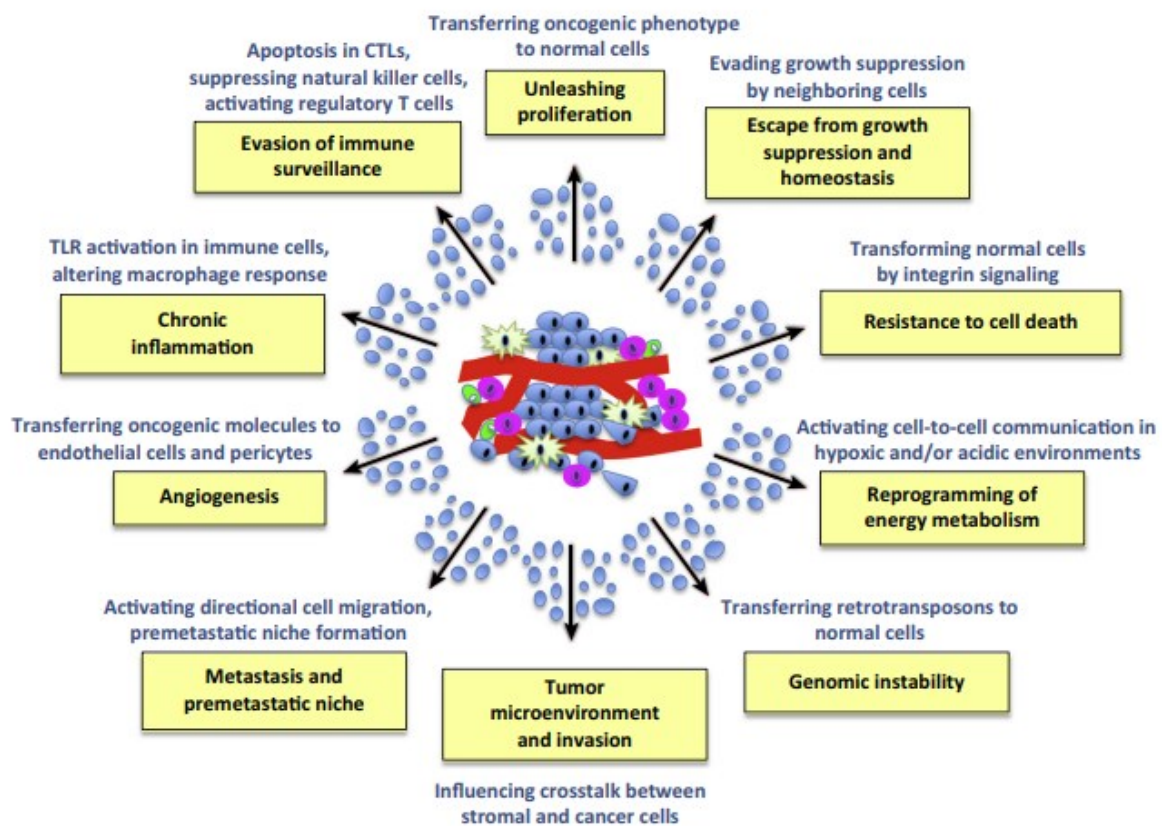 Transferring oncogenic phenotype
to normal cells
Unleashing
proliferation
Evading growth suppression
by neighboring cells
Escape from growth
suppression and
homeostasis
Transforming normal cells
by integrin signaling
Resistance to cell death
Activating cell-to-cell communication in
hypoxic and/or acidic environments
Reprogramming of
energy metabolism
Transferring retrotransposons to
normal cells
Genomic instability
Tumor
microenvironment
and invasion
Influencing crosstalk between
stromal and cancer cells
Activating directional cell migration,
premetastatic niche formation
Metastasis and
premetastatic niche
Transferring oncogenic molecules to
endothelial cells and pericytes
Angiogenesis
TLR activation in immune cells,
altering macrophage response
Chronic
inflammation
Apoptosis in CTLs,
suppressing natural killer cells,
activating regulatory T cells
Evasion of immune
surveillance